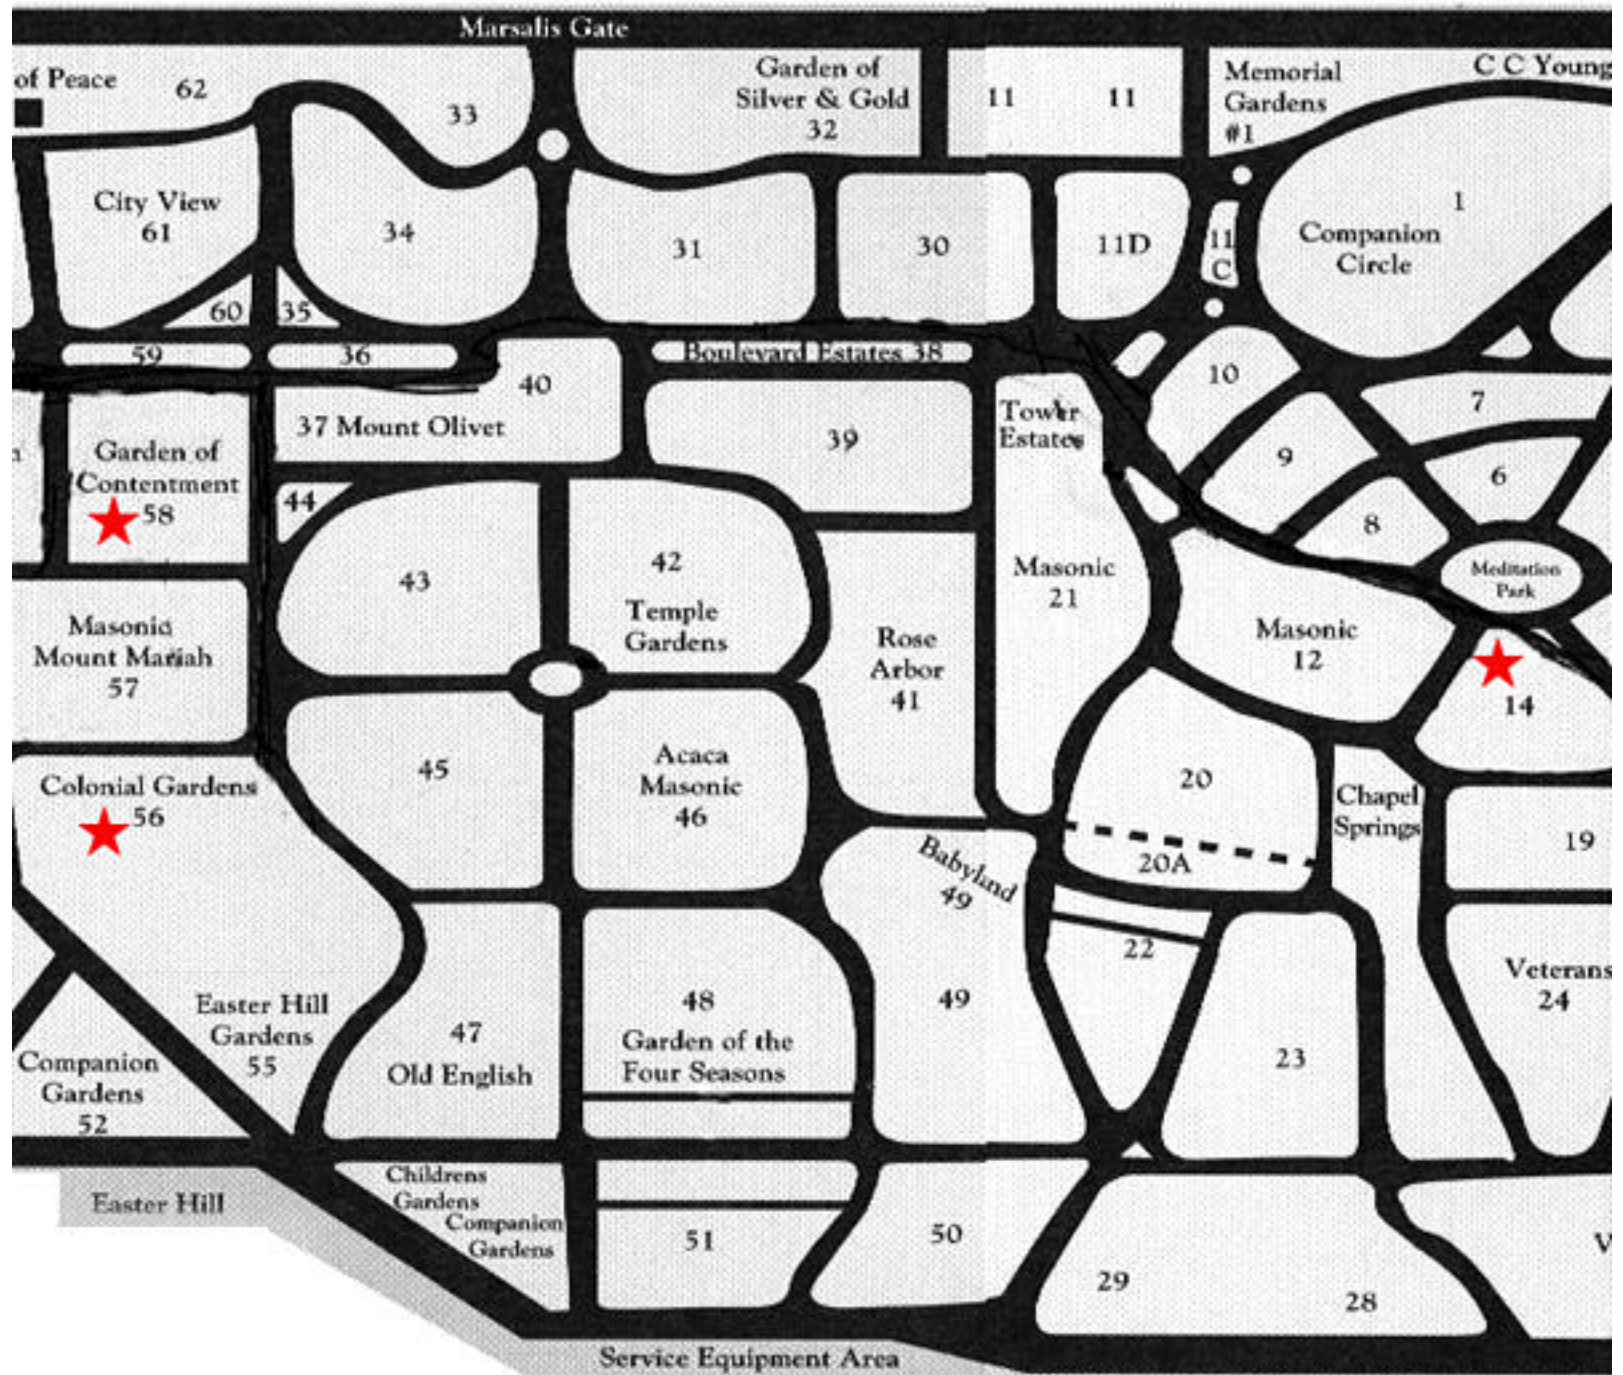 Marsalis Gate
of Peace
62
33
Garden of
Silver & Gold
32
11
11
Memorial
Gardens
#1
C C Young
City View
61
34
31
30
11D
11
C
Companion
Circle
1
60
35
59
36
Boulevard Estates 38
40
37 Mount Olivet
39
Tower
Estates
10
7
9
6
8
Garden of
Contentment
58
44
43
42
Temple
Gardens
Masonic
21
Meditation
Park
Masonic
Mount Mariah
57
Rose
Arbor
41
Masonic
12
14
Colonial Gardens
56
45
Acaca
Masonic
46
20
20A
Chapel
Springs
19
Babyland
49
49
22
Veterans
24
Easter Hill
Gardens
55
47
Old English
48
Garden of the
Four Seasons
23
Companion
Gardens
52
Easter Hill
Childrens
Gardens
Companion
Gardens
51
50
29
28
V
Service Equipment Area